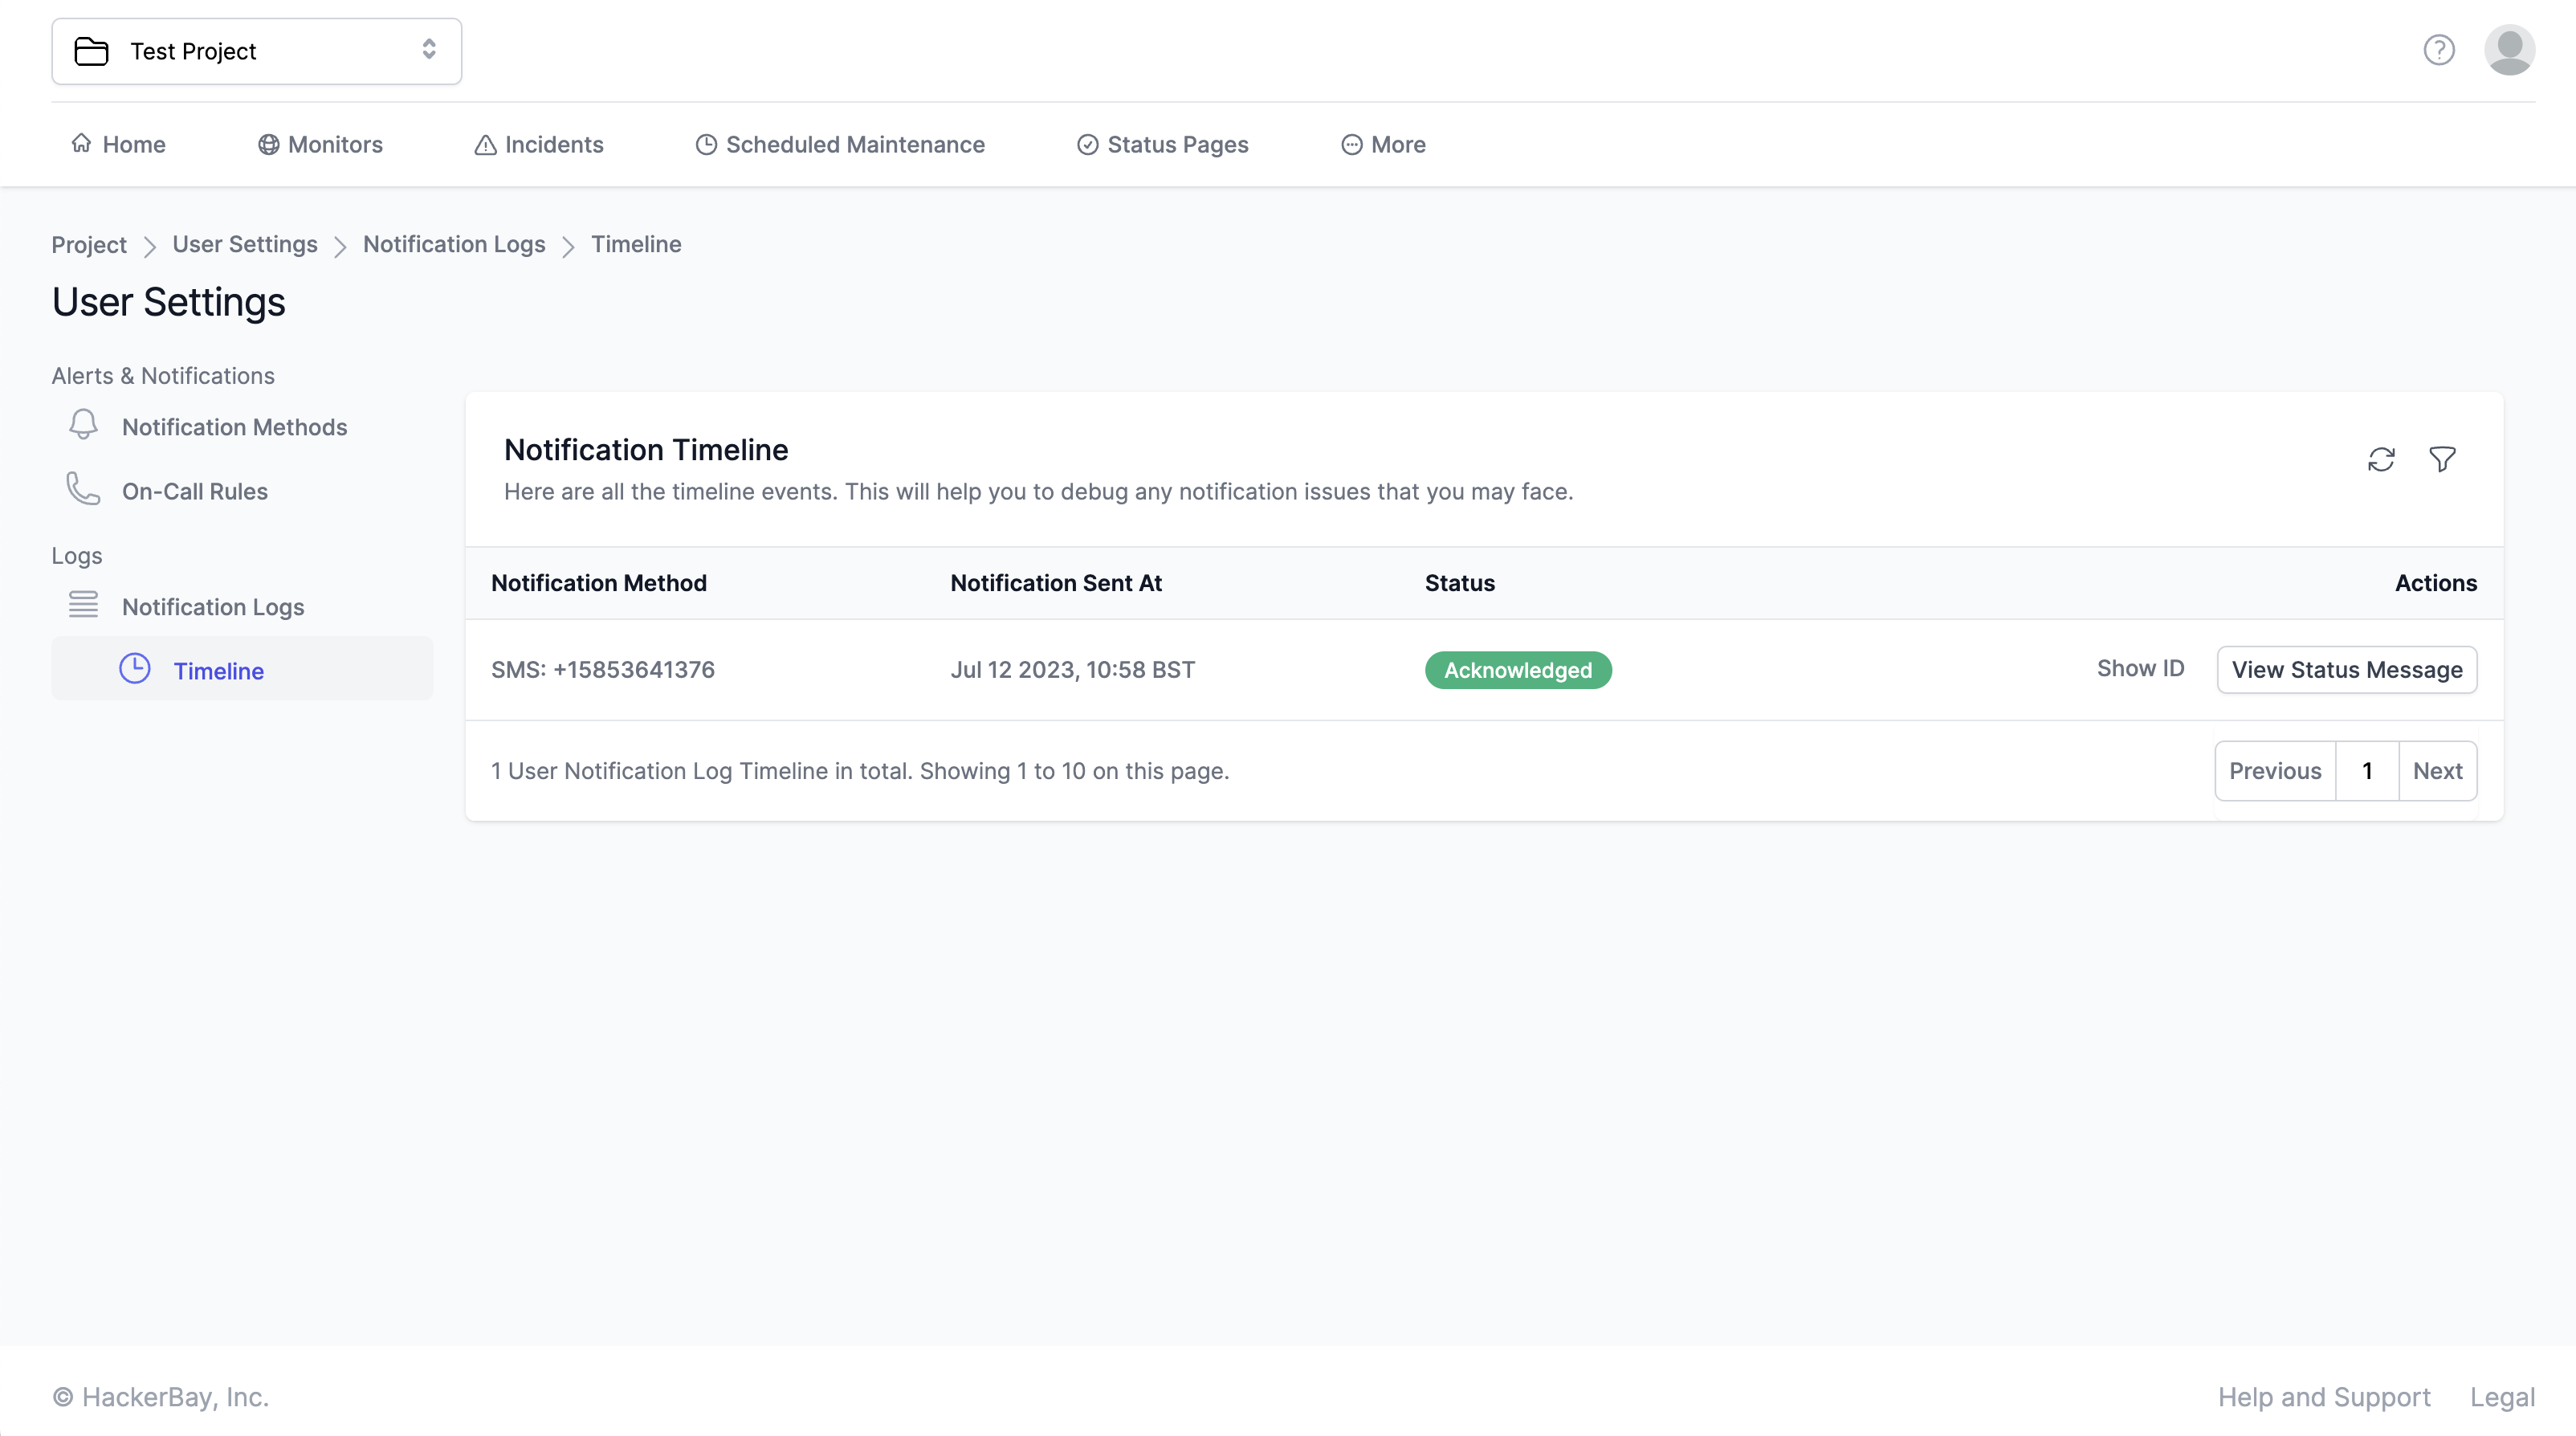 Test Project
Home Monitors Incidents Scheduled Maintenance Status Pages More
Project User Settings Notification Logs Timeline
User Settings
Alerts & Notifications
Notification Methods
On-Call Rules
Logs
Notification Logs
Timeline
Notification Timeline
Here are all the timeline events. This will help you to debug any notification issues that you may face.
Notification Method Notification Sent At Status Actions
SMS: +15853641376 Jul 12 2023, 10:58 BST Acknowledged Show ID View Status Message
1 User Notification Log Timeline in total. Showing 1 to 10 on this page.
Previous 1 Next
© HackerBay, Inc.
Help and Support Legal